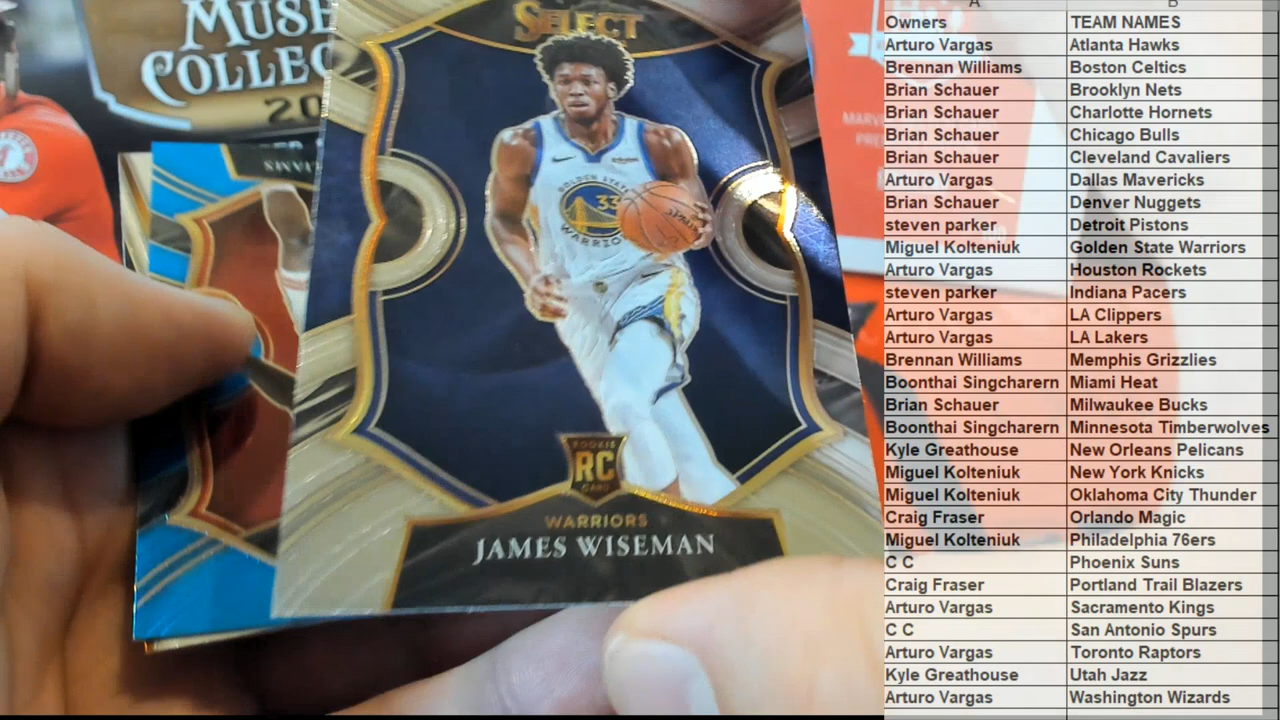 MUSE
COLLEC
20
SELECT
GOLDEN STATE
33
WARRIORS
ROOKIE
RC
CARD
WARRIORS
JAMES WISEMAN
A B
Owners TEAM NAMES
Arturo Vargas Atlanta Hawks
Brennan Williams Boston Celtics
Brian Schauer Brooklyn Nets
Brian Schauer Charlotte Hornets
Brian Schauer Chicago Bulls
Brian Schauer Cleveland Cavaliers
Arturo Vargas Dallas Mavericks
Brian Schauer Denver Nuggets
steven parker Detroit Pistons
Miguel Kolteniuk Golden State Warriors
Arturo Vargas Houston Rockets
steven parker Indiana Pacers
Arturo Vargas LA Clippers
Arturo Vargas LA Lakers
Brennan Williams Memphis Grizzlies
Boonthai Singcharern Miami Heat
Brian Schauer Milwaukee Bucks
Boonthai Singcharern Minnesota Timberwolves
Kyle Greathouse New Orleans Pelicans
Miguel Kolteniuk New York Knicks
Miguel Kolteniuk Oklahoma City Thunder
Craig Fraser Orlando Magic
Miguel Kolteniuk Philadelphia 76ers
C C Phoenix Suns
Craig Fraser Portland Trail Blazers
Arturo Vargas Sacramento Kings
C C San Antonio Spurs
Arturo Vargas Toronto Raptors
Kyle Greathouse Utah Jazz
Arturo Vargas Washington Wizards